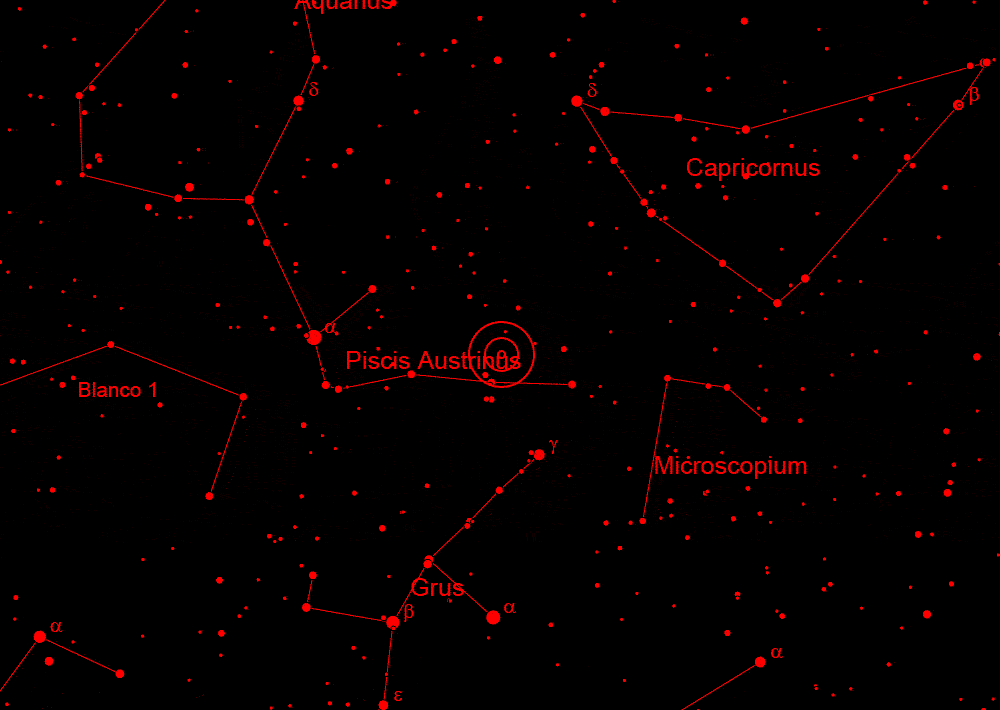 Aquarius
δ
δ
β
Capricornus
α
Piscis Austrinus
Blanco 1
γ
Microscopium
Grus
α
β
α
α
ε